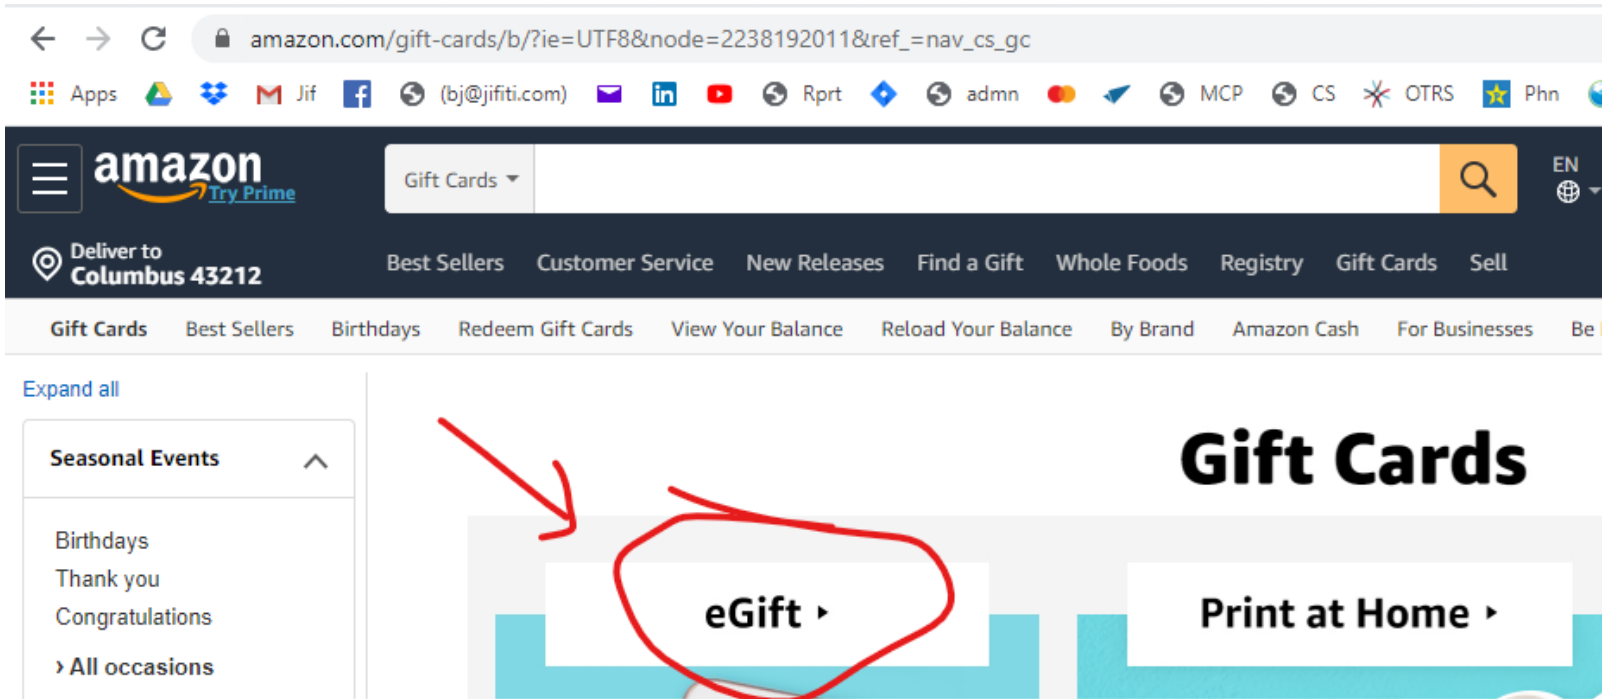 amazon.com/gift-cards/b/?ie=UTF8&node=2238192011&ref_=nav_cs_gc
Apps Jif (bj@jifiti.com) Rprt admn MCP CS OTRS Phn
amazon
Try Prime
Gift Cards
EN
Deliver to
Columbus 43212
Best Sellers Customer Service New Releases Find a Gift Whole Foods Registry Gift Cards Sell
Gift Cards Best Sellers Birthdays Redeem Gift Cards View Your Balance Reload Your Balance By Brand Amazon Cash For Businesses Be
Expand all
Seasonal Events
Birthdays
Thank you
Congratulations
› All occasions
Gift Cards
eGift ▸
Print at Home ▸